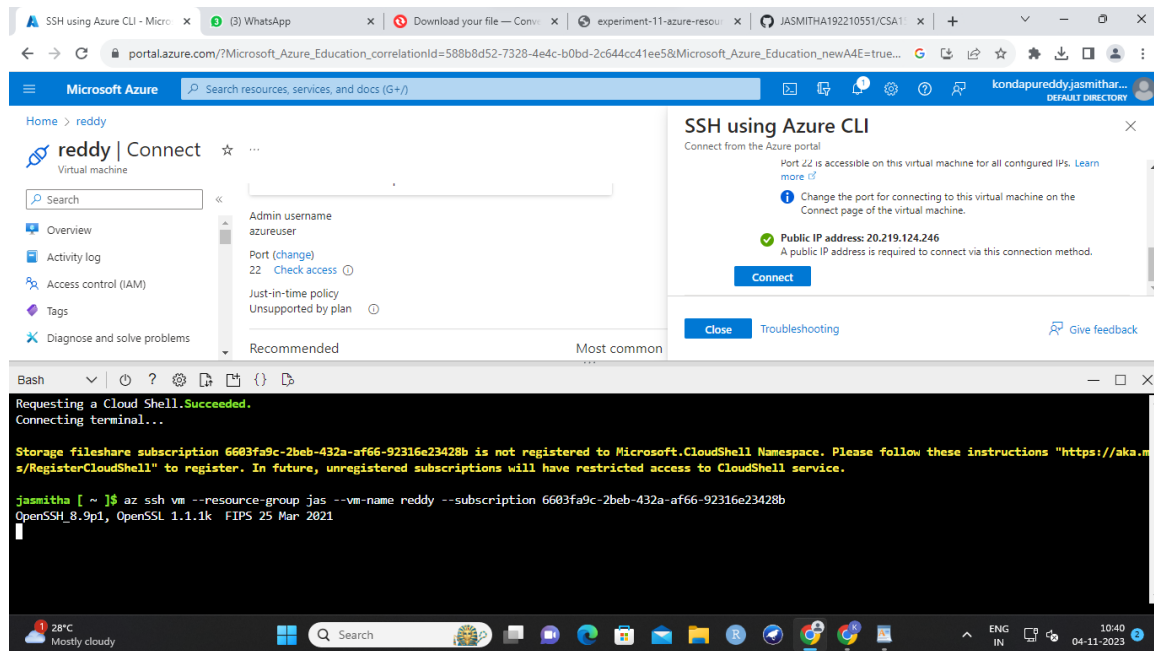 SSH using Azure CLI - Micro
(3) WhatsApp
Download your file — Conve
experiment-11-azure-resour
JASMITHA192210551/CSA15
portal.azure.com/?Microsoft_Azure_Education_correlationId=588b8d52-7328-4e4c-b0bd-2c644cc41ee5&Microsoft_Azure_Education_newA4E=true...
Microsoft Azure
Search resources, services, and docs (G+/)
1
kondapureddy.jasmithar...
DEFAULT DIRECTORY
Home > reddy
reddy | Connect
Virtual machine
Search
Overview
Activity log
Access control (IAM)
Tags
Diagnose and solve problems
Admin username
azureuser
Port (change)
22 Check access
Just-in-time policy
Unsupported by plan
Recommended
Most common
SSH using Azure CLI
Connect from the Azure portal
Port 22 is accessible on this virtual machine for all configured IPs. Learn
more
Change the port for connecting to this virtual machine on the
Connect page of the virtual machine.
Public IP address: 20.219.124.246
A public IP address is required to connect via this connection method.
Connect
Close
Troubleshooting
Give feedback
Bash
Requesting a Cloud Shell.Succeeded.
Connecting terminal...
Storage fileshare subscription 6603fa9c-2beb-432a-af66-92316e23428b is not registered to Microsoft.CloudShell Namespace. Please follow these instructions "https://aka.m
s/RegisterCloudShell" to register. In future, unregistered subscriptions will have restricted access to CloudShell service.
jasmitha [ ~ ]$ az ssh vm --resource-group jas --vm-name reddy --subscription 6603fa9c-2beb-432a-af66-92316e23428b
OpenSSH_8.9p1, OpenSSL 1.1.1k  FIPS 25 Mar 2021
1
28°C
Mostly cloudy
Search
ENG
IN
10:40
04-11-2023
2